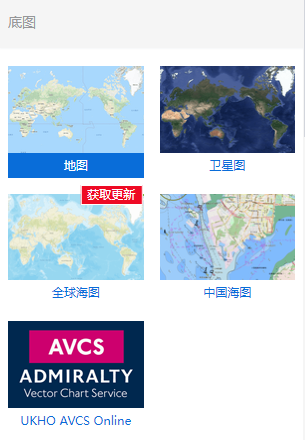 底图
地图
卫星图
获取更新
全球海图
中国海图
AVCS
ADMIRALTY
Vector Chart Service
UKHO AVCS Online